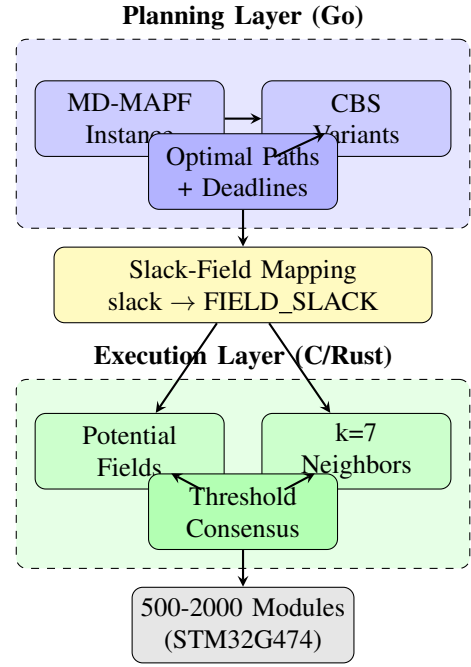 Planning Layer (Go)
MD-MAPF
Instance
CBS
Variants
Optimal Paths
+ Deadlines
Slack-Field Mapping
slack → FIELD_SLACK
Execution Layer (C/Rust)
Potential
Fields
k=7
Neighbors
Threshold
Consensus
500-2000 Modules
(STM32G474)